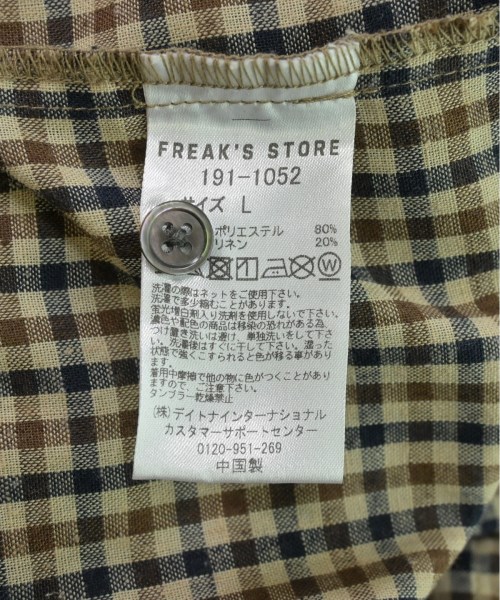 FREAK'S STORE
191-1052
サイズ L
ポリエステル 80%
リネン 20%
W
洗濯の際はネットをご使用下さい。
洗濯で多少縮むことがあります。
蛍光増白剤入り洗剤を使用しないで下さい。
濃色や配色の商品は移染の恐れがある為、
つけ置き洗いは避け、単独洗いをして下さ
い。洗濯後はすぐに干して下さい。湿った
状態で強くこすられると色が移る事があり
ます。
着用中摩擦で他の物に色がつくことがあり
ますので、ご注意下さい。
タンブラー乾燥禁止
(株)デイトナインターナショナル
カスタマーサポートセンター
0120-951-269
中国製